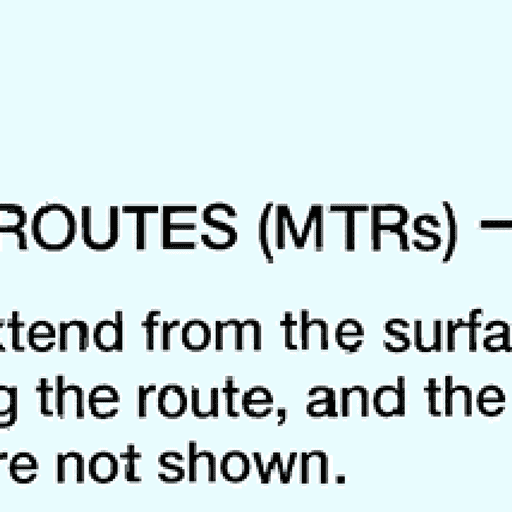 ROUTES (MTRs) —
xtend from the surfa
g the route, and the
re not shown.